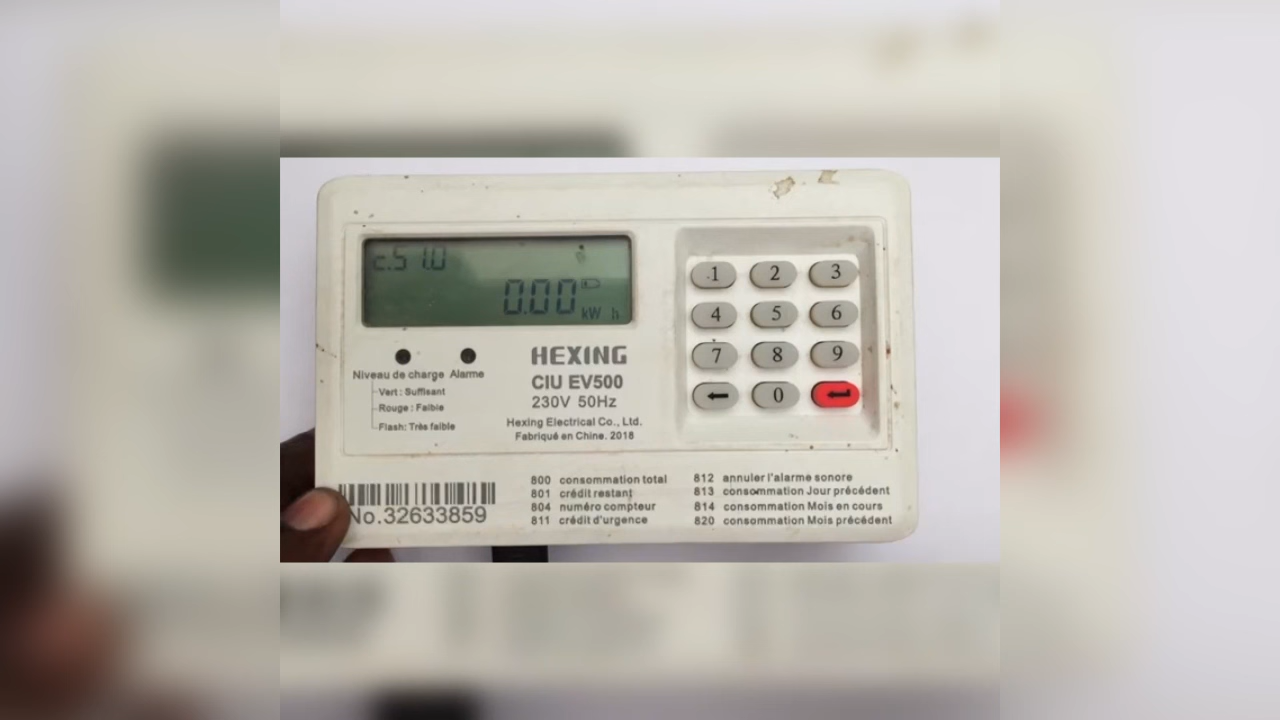 c.51.0
0.00
kW h
1 2 3
4 5 6
7 8 9
0
Niveau de charge Alarme
Vert : Suffisant
Rouge : Faible
Flash: Très faible
HEXING
CIU EV500
230V 50Hz
Hexing Electrical Co., Ltd.
Fabriqué en Chine. 2018
No.32633859
800 consommation total
801 crédit restant
804 numéro compteur
811 crédit d'urgence
812 annuler l'alarme sonore
813 consommation Jour précédent
814 consommation Mois en cours
820 consommation Mois précédent